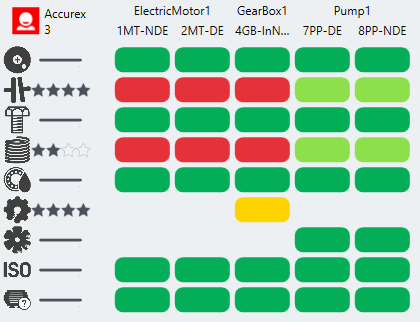 Accurex
3
ElectricMotor1 GearBox1 Pump1
1MT-NDE 2MT-DE 4GB-InN... 7PP-DE 8PP-NDE
ISO
?